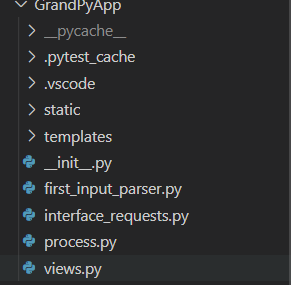 GrandPyApp
__pycache__
.pytest_cache
.vscode
static
templates
__init__.py
first_input_parser.py
interface_requests.py
process.py
views.py